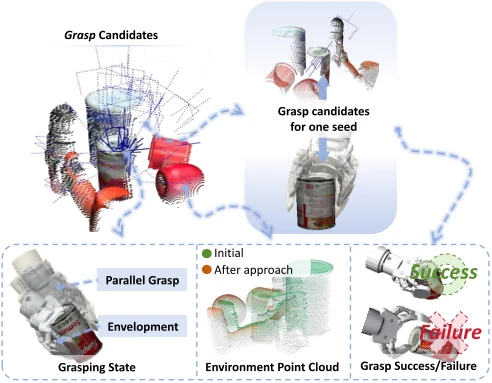 Grasp Candidates
Grasp candidates
for one seed
Parallel Grasp
Envelopment
Grasping State
Initial
After approach
Environment Point Cloud
Success
Failure
Grasp Success/Failure